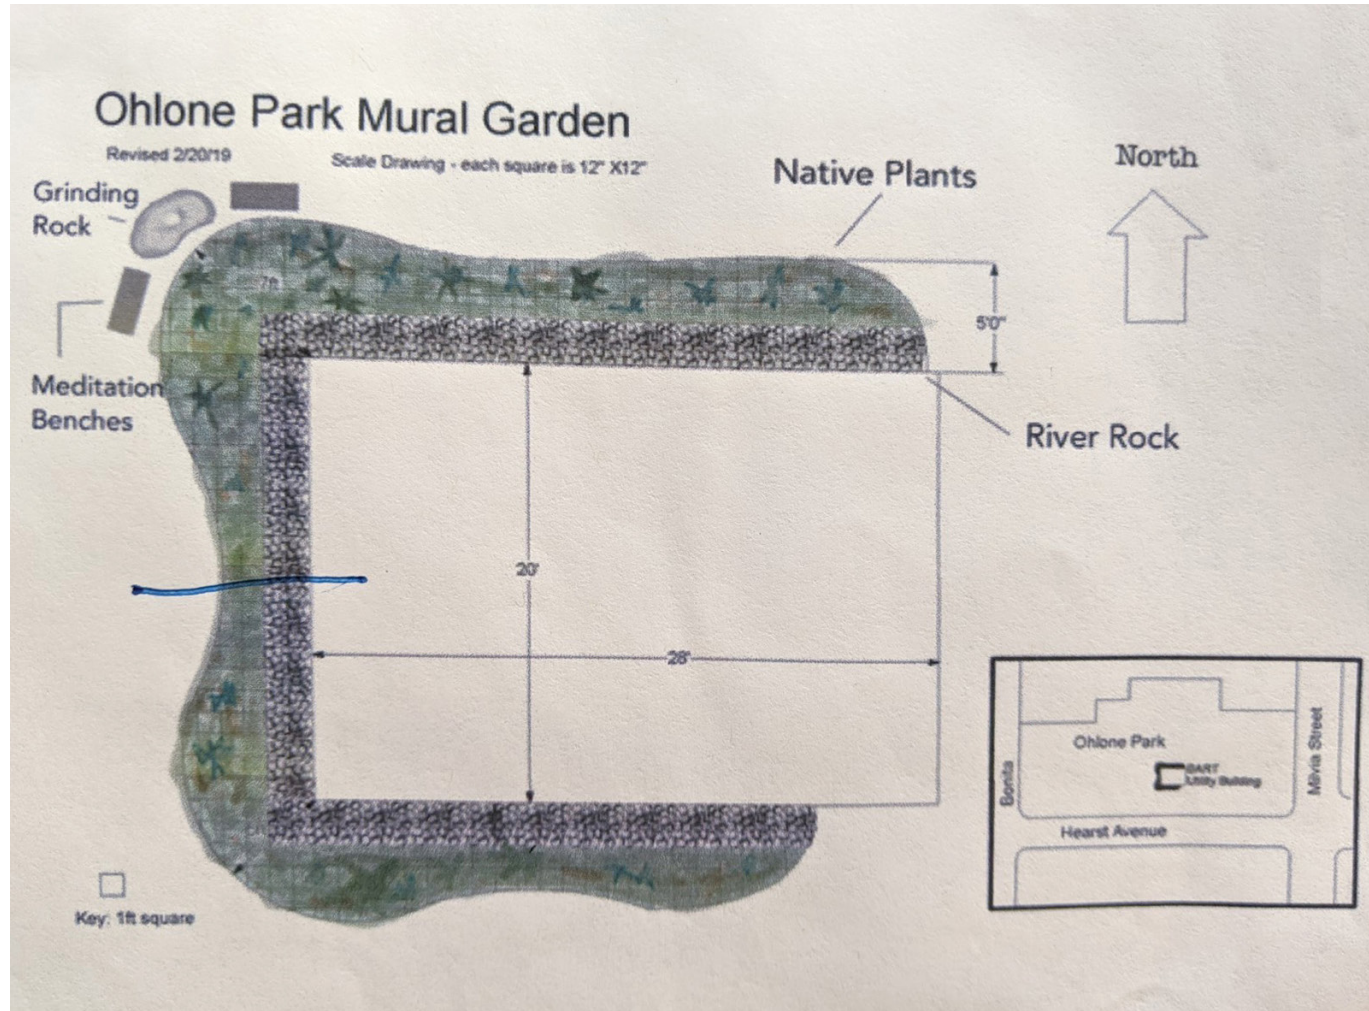 Ohlone Park Mural Garden
Revised 2/20/19
Scale Drawing - each square is 12" X12"
North
Native Plants
Grinding
Rock
7ft
5'0"
Meditation
Benches
River Rock
20'
28'
Ohlone Park
BART
Utility Building
Bonita
Milvia Street
Hearst Avenue
Key: 1ft square